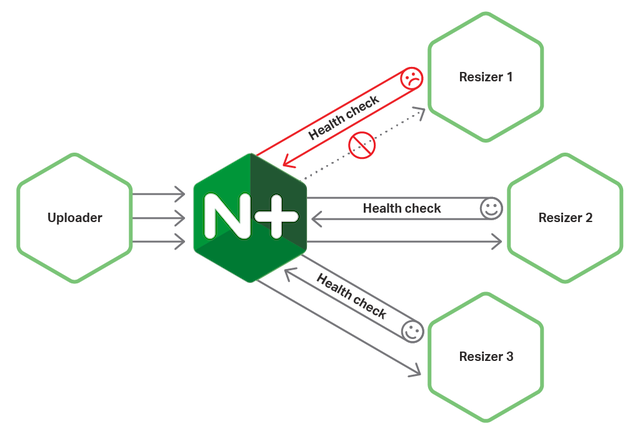 Resizer 1
Health check
Uploader
N+
Health check
Resizer 2
Health check
Resizer 3